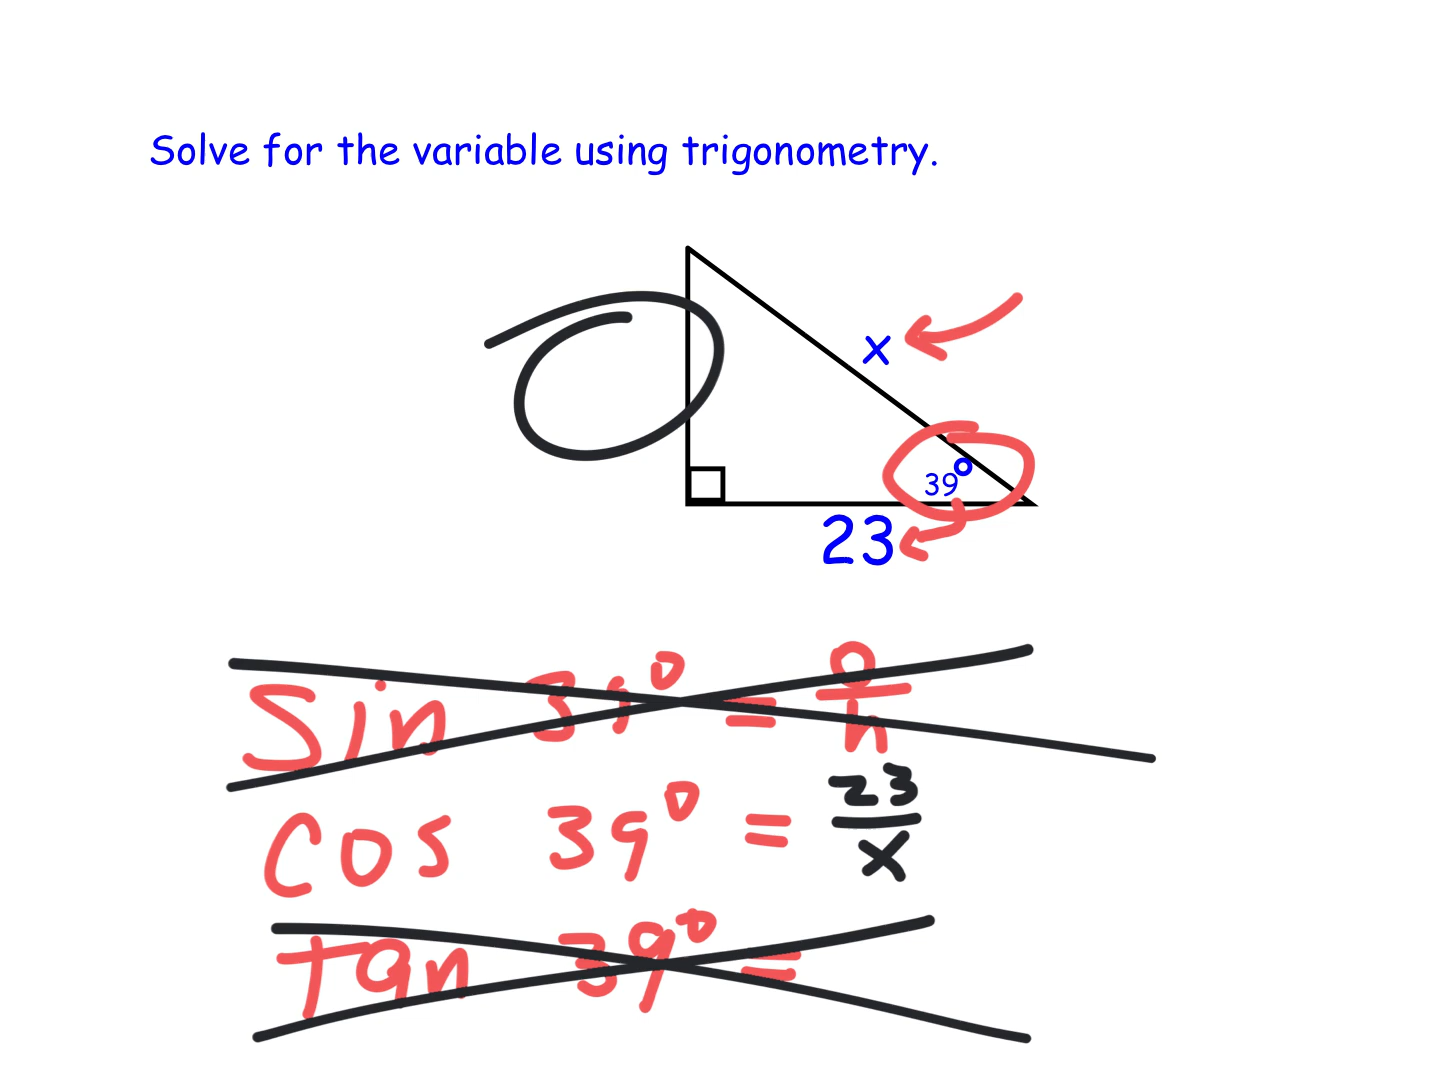 Solve for the variable using trigonometry.
x
39°
23
Sin 39° = o/h
cos 39° = 23/x
Tan 39° =